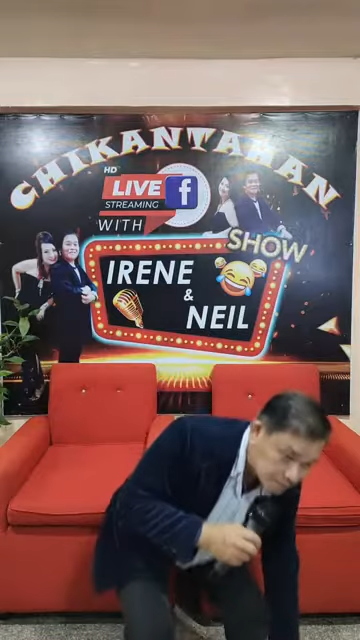 CHIKANTAHAN
HD
LIVE f
STREAMING
WITH
SHOW
IRENE
&
NEIL